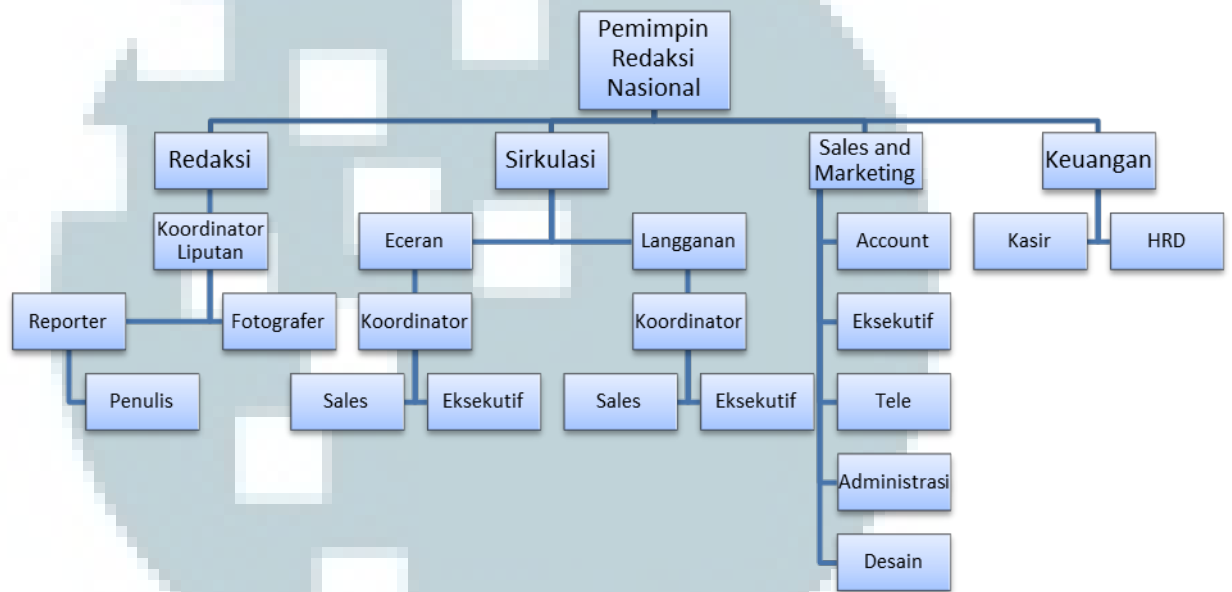 Pemimpin
Redaksi
Nasional
Redaksi
Sirkulasi
Sales and
Marketing
Keuangan
Koordinator
Liputan
Eceran
Langganan
Account
Kasir
HRD
Reporter
Fotografer
Koordinator
Koordinator
Eksekutif
Penulis
Sales
Eksekutif
Sales
Eksekutif
Tele
Administrasi
Desain